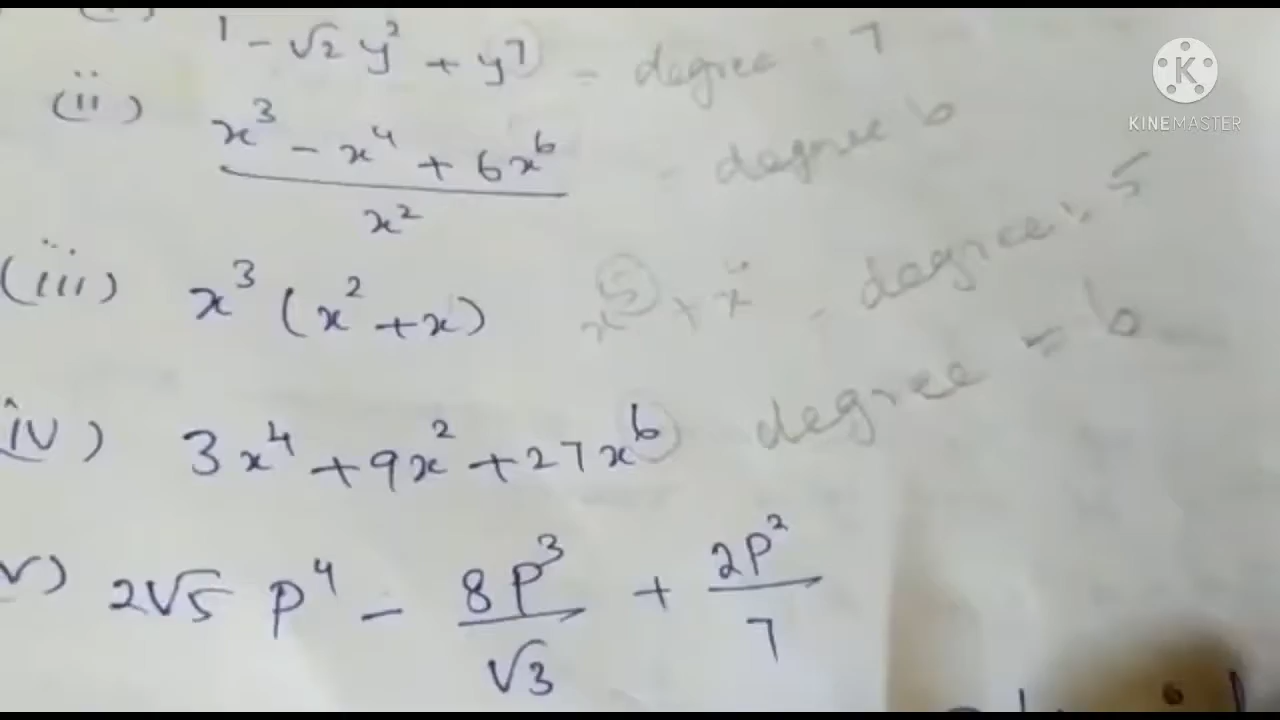 (i)
1 - √2 y² + y⁷ - degree : 7
(ii) x³ - x⁴ + 6x⁶ / x² - degree 6
(iii) x³ (x² + x) x⁵ + x⁴ - degree : 5
(iv) 3x⁴ + 9x² + 27x⁶ degree = 6
v) 2√5 p⁴ - 8p³/√3 + 2p²/7
KINEMASTER